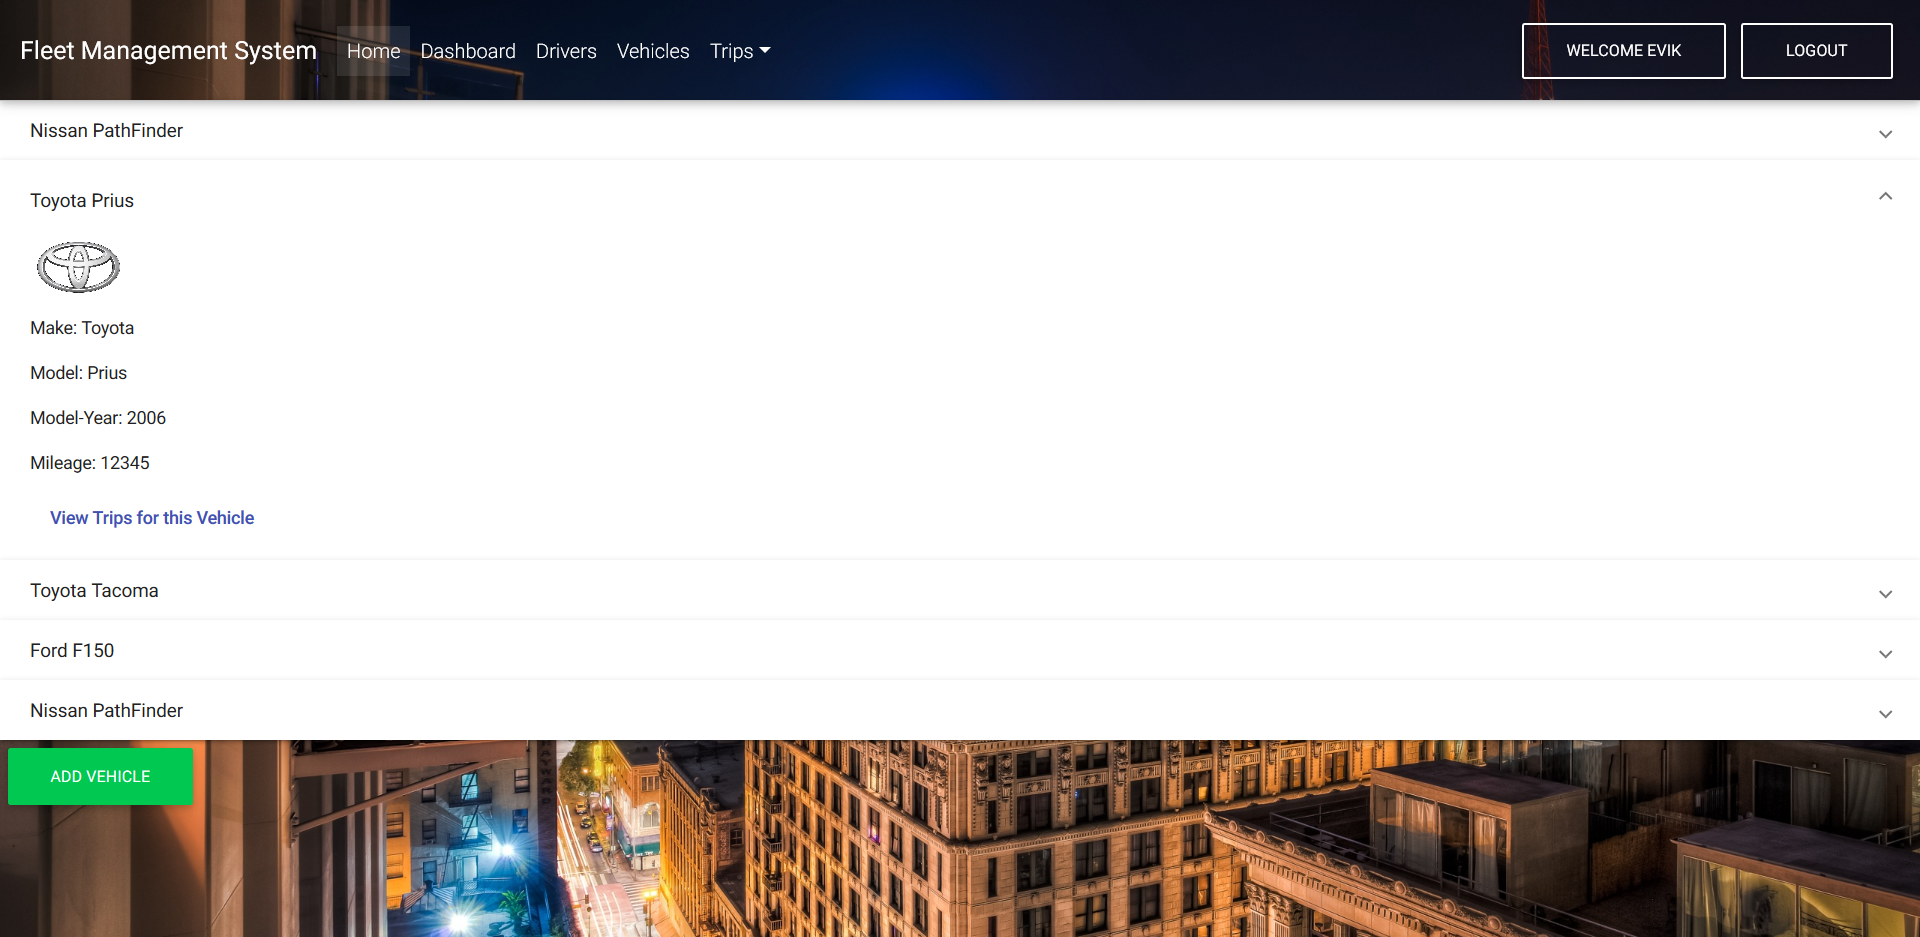 Fleet Management System Home Dashboard Drivers Vehicles Trips WELCOME EVIK LOGOUT
Nissan PathFinder
Toyota Prius
Make: Toyota
Model: Prius
Model-Year: 2006
Mileage: 12345
View Trips for this Vehicle
Toyota Tacoma
Ford F150
Nissan PathFinder
ADD VEHICLE